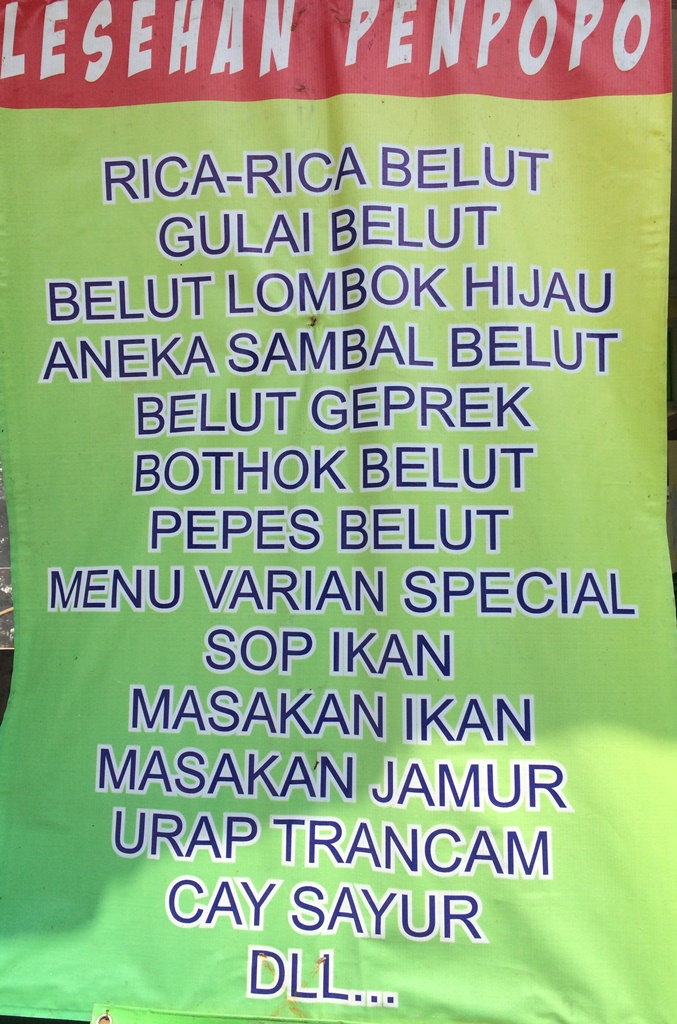 LESEHAN PENPOPO
RICA-RICA BELUT
GULAI BELUT
BELUT LOMBOK HIJAU
ANEKA SAMBAL BELUT
BELUT GEPREK
BOTHOK BELUT
PEPES BELUT
MENU VARIAN SPECIAL
SOP IKAN
MASAKAN IKAN
MASAKAN JAMUR
URAP TRANCAM
CAY SAYUR
DLL...